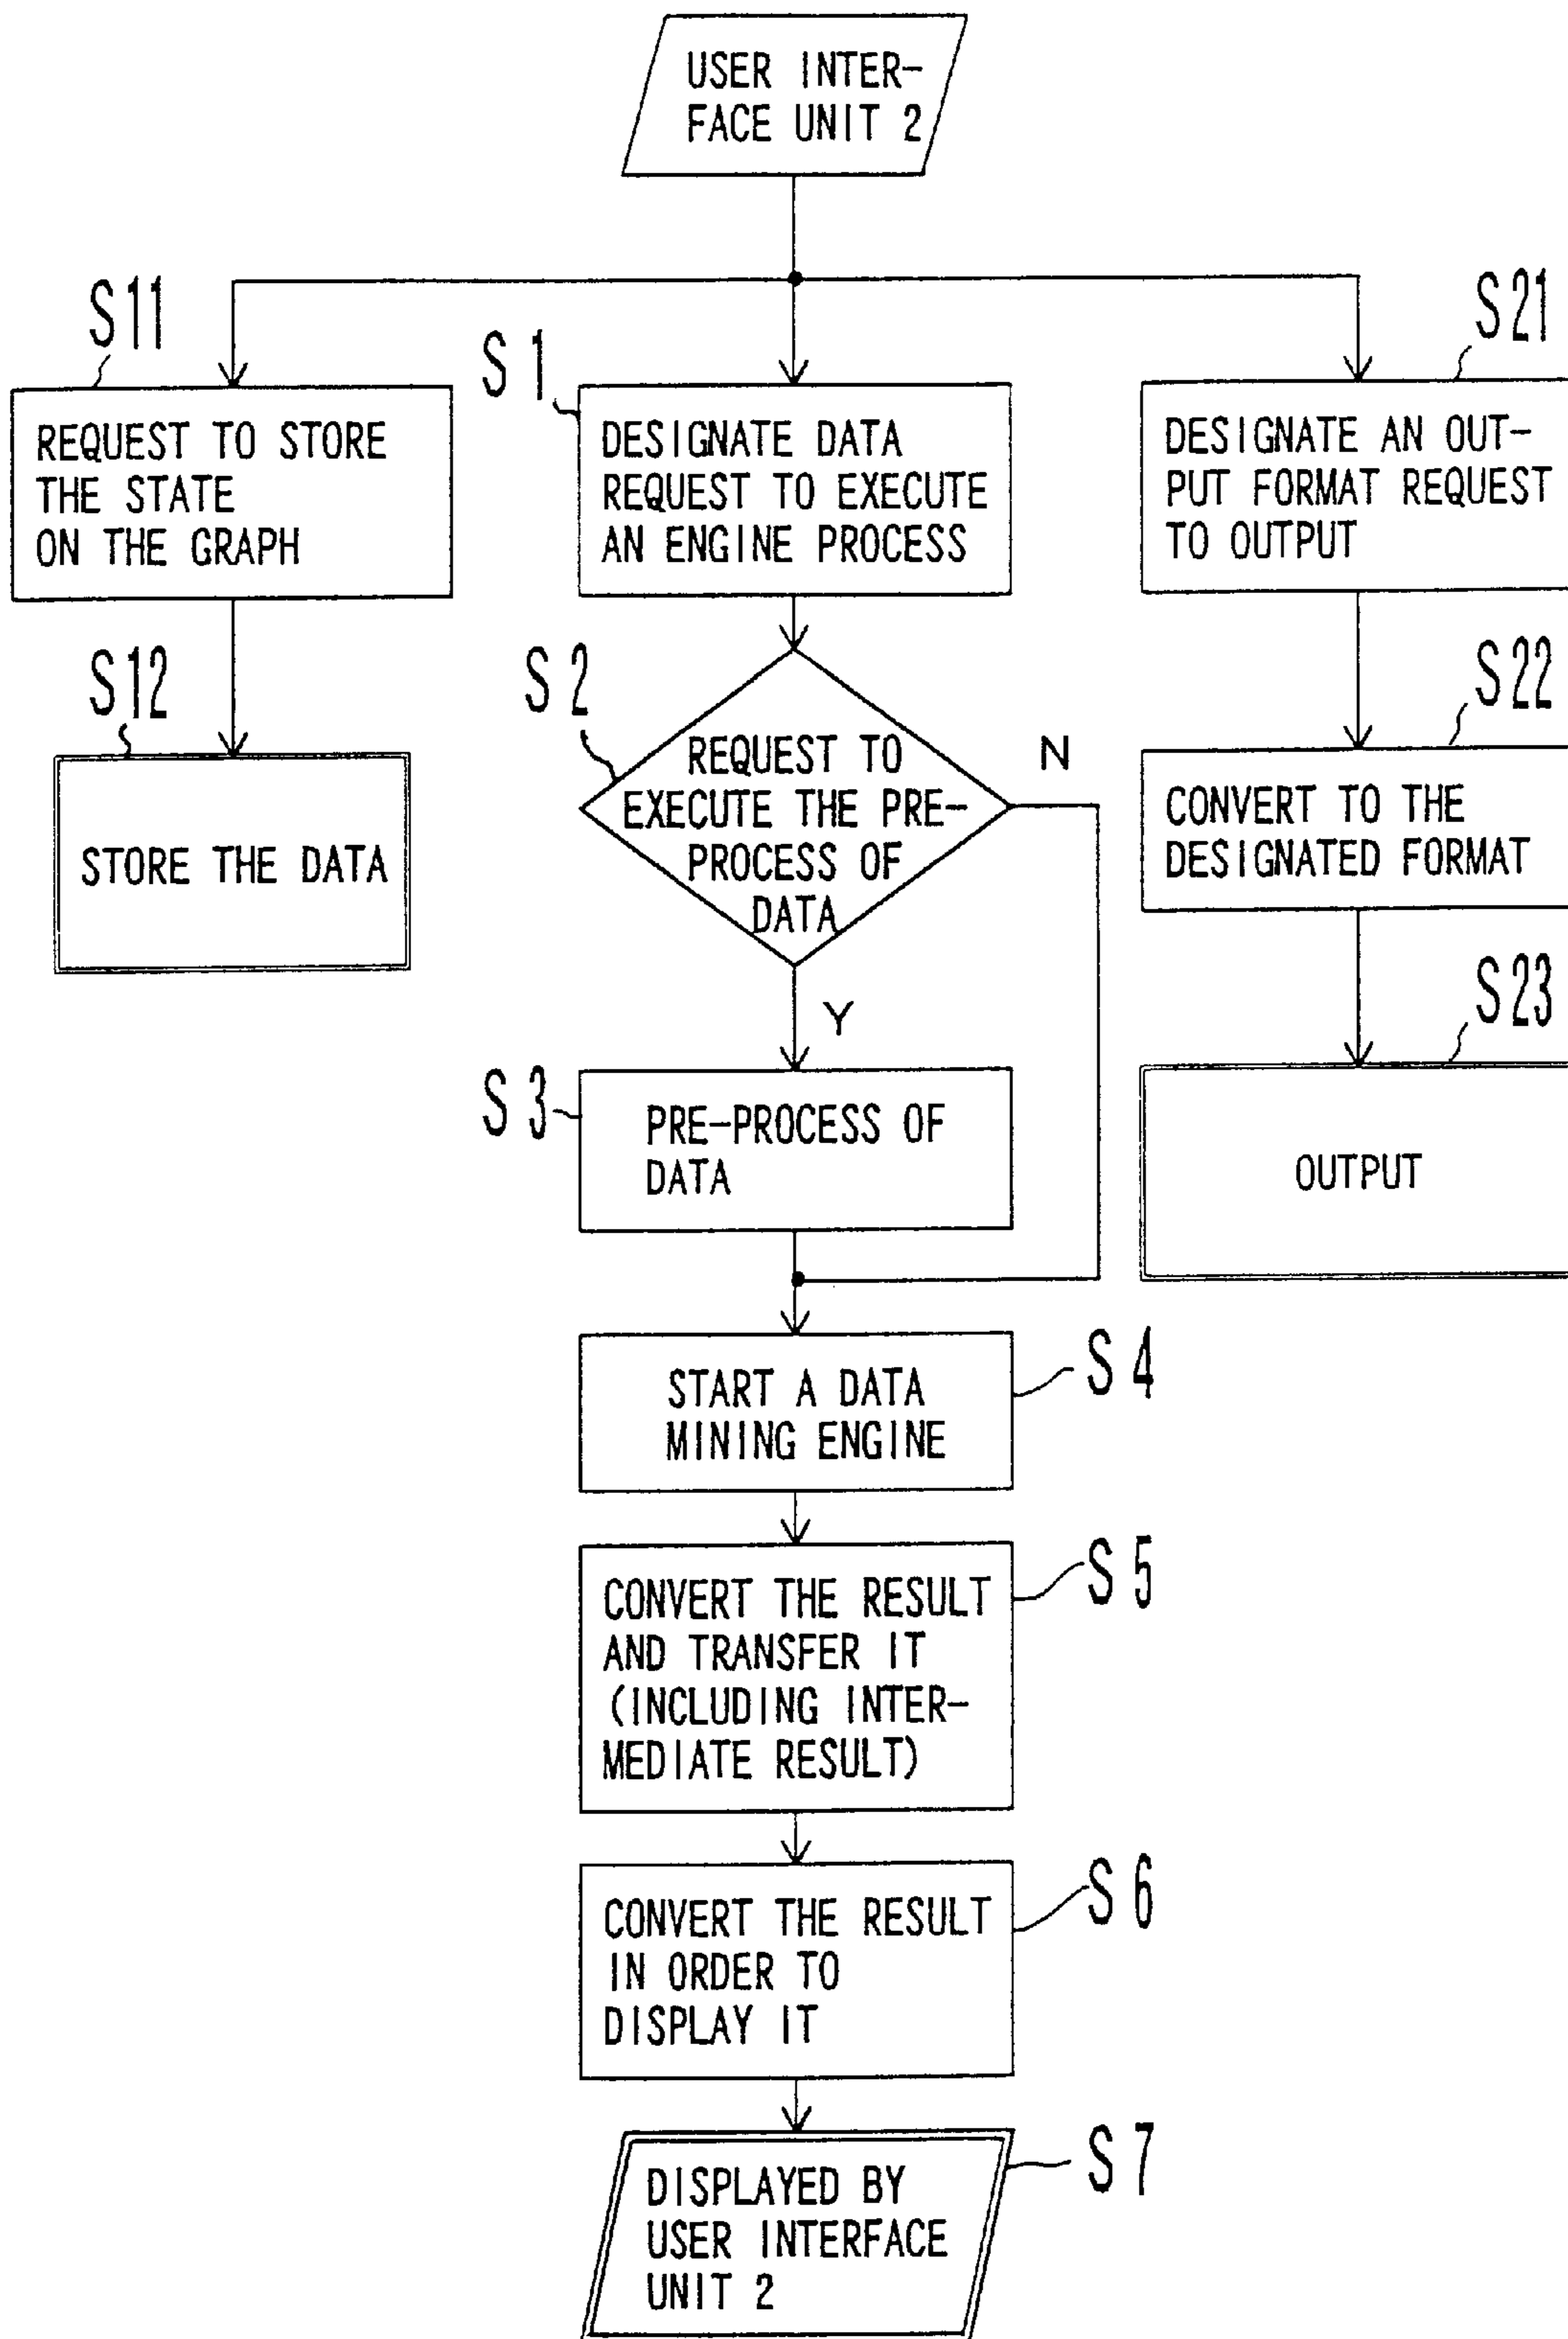 USER INTER-
FACE UNIT 2
S11
REQUEST TO STORE
THE STATE
ON THE GRAPH
S12
STORE THE DATA
S1
DESIGNATE DATA
REQUEST TO EXECUTE
AN ENGINE PROCESS
S2
REQUEST TO
EXECUTE THE PRE-
PROCESS OF
DATA
N
Y
S3
PRE-PROCESS OF
DATA
S4
START A DATA
MINING ENGINE
S5
CONVERT THE RESULT
AND TRANSFER IT
(INCLUDING INTER-
MEDIATE RESULT)
S6
CONVERT THE RESULT
IN ORDER TO
DISPLAY IT
S7
DISPLAYED BY
USER INTERFACE
UNIT 2
S21
DESIGNATE AN OUT-
PUT FORMAT REQUEST
TO OUTPUT
S22
CONVERT TO THE
DESIGNATED FORMAT
S23
OUTPUT